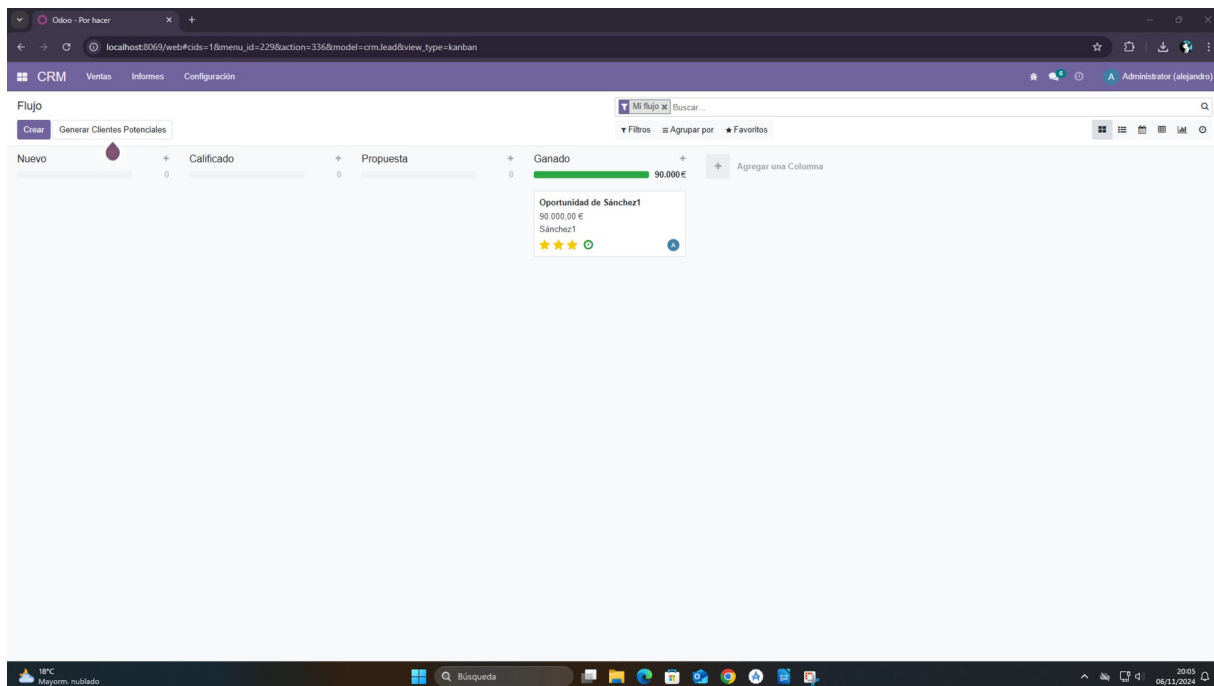 Odoo - Por hacer
localhost:8069/web#cids=1&menu_id=229&action=336&model=crm.lead&view_type=kanban
CRM Ventas Informes Configuración
6 A Administrator (alejandro)
Flujo
Mi flujo Buscar...
Crear Generar Clientes Potenciales
Filtros Agrupar por Favoritos
Nuevo 0
Calificado 0
Propuesta 0
Ganado 90.000 €
Agregar una Columna
Oportunidad de Sánchez1
90.000,00 €
Sánchez1
A
18°C
Mayorm. nublado
Búsqueda
20:05
06/11/2024